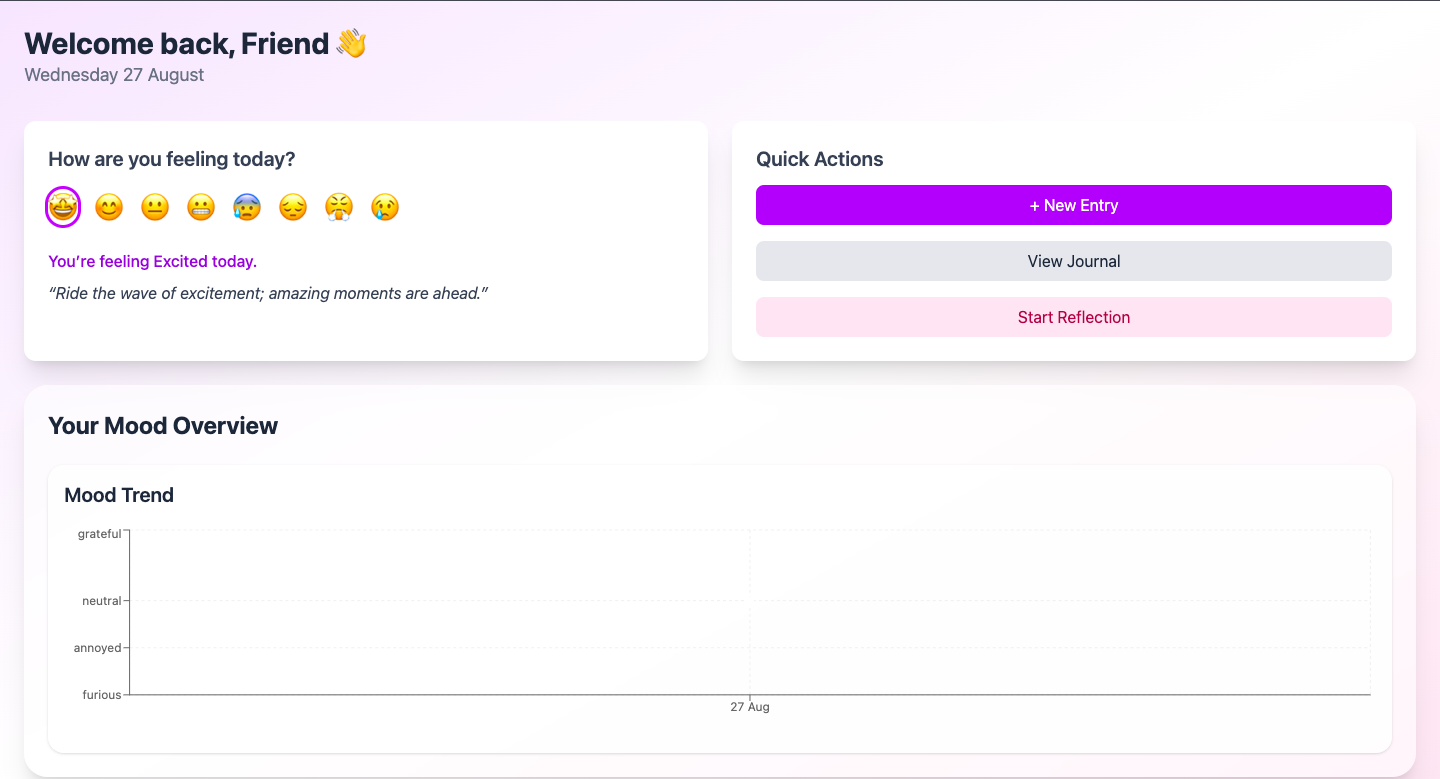 Welcome back, Friend 👋
Wednesday 27 August
How are you feeling today?
You’re feeling Excited today.
“Ride the wave of excitement; amazing moments are ahead.”
Quick Actions
+ New Entry
View Journal
Start Reflection
Your Mood Overview
Mood Trend
grateful
neutral
annoyed
furious
27 Aug